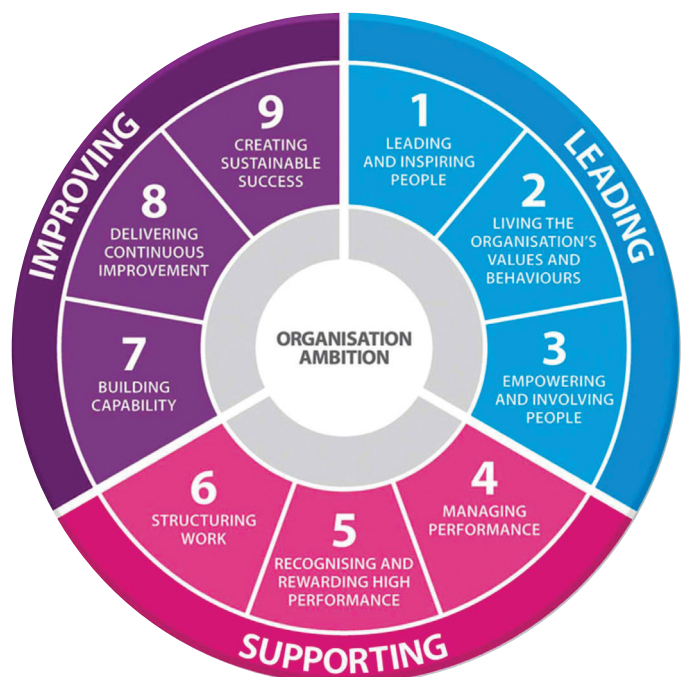 LEADING
1
LEADING
AND INSPIRING
PEOPLE
2
LIVING THE
ORGANISATION'S
VALUES AND
BEHAVIOURS
3
EMPOWERING
AND INVOLVING
PEOPLE
SUPPORTING
4
MANAGING
PERFORMANCE
5
RECOGNISING AND
REWARDING HIGH
PERFORMANCE
6
STRUCTURING
WORK
IMPROVING
7
BUILDING
CAPABILITY
8
DELIVERING
CONTINUOUS
IMPROVEMENT
9
CREATING
SUSTAINABLE
SUCCESS
ORGANISATION
AMBITION